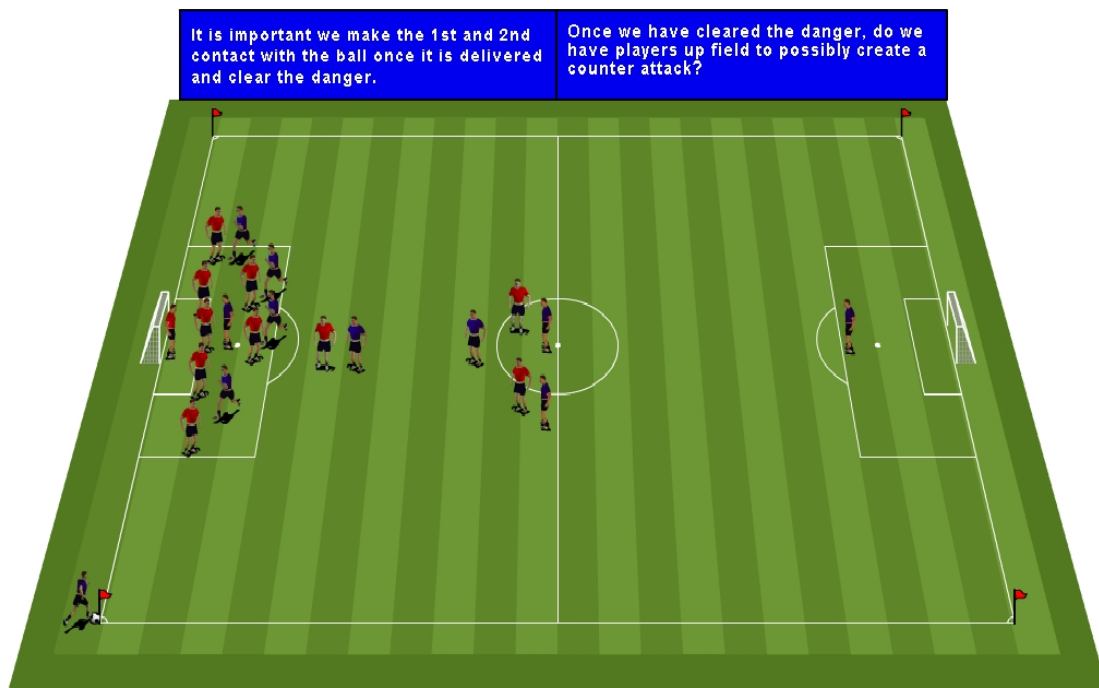 It is important we make the 1st and 2nd
contact with the ball once it is delivered
and clear the danger.
Once we have cleared the danger, do we
have players up field to possibly create a
counter attack?